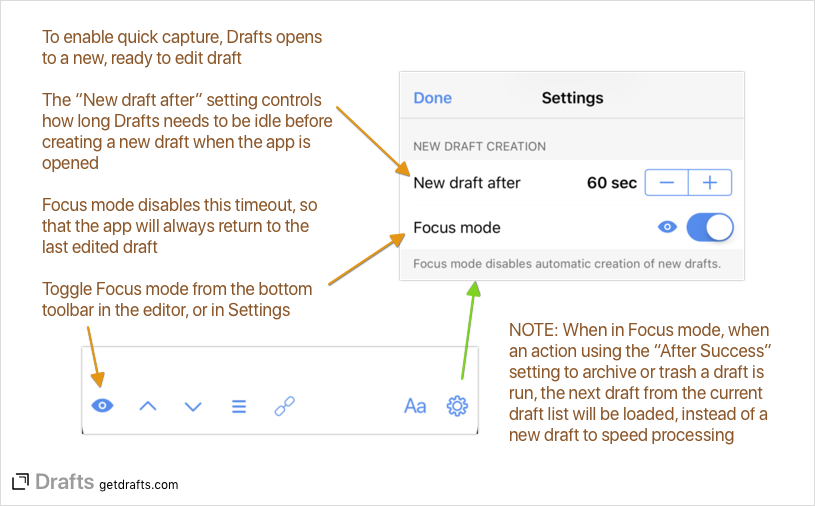 To enable quick capture, Drafts opens
to a new, ready to edit draft
The “New draft after” setting controls
how long Drafts needs to be idle before
creating a new draft when the app is
opened
Focus mode disables this timeout, so
that the app will always return to the
last edited draft
Toggle Focus mode from the bottom
toolbar in the editor, or in Settings
Done Settings
NEW DRAFT CREATION
New draft after 60 sec
Focus mode
Focus mode disables automatic creation of new drafts.
Aa
NOTE: When in Focus mode, when
an action using the “After Success”
setting to archive or trash a draft is
run, the next draft from the current
draft list will be loaded, instead of a
new draft to speed processing
Drafts getdrafts.com